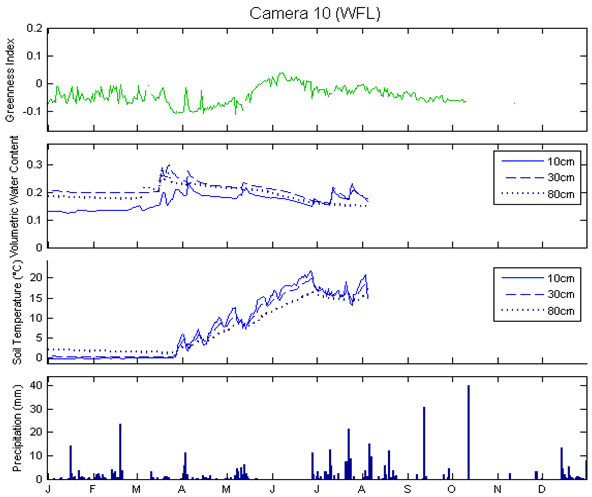 Camera 10 (WFL)
Greenness Index
0.2
0.1
0
-0.1
Volumetric Water Content
0.3
0.2
0.1
0
10cm
30cm
80cm
Soil Temperature (°C)
20
15
10
5
0
10cm
30cm
80cm
Precipitation (mm)
40
30
20
10
0
J F M A M J J A S O N D